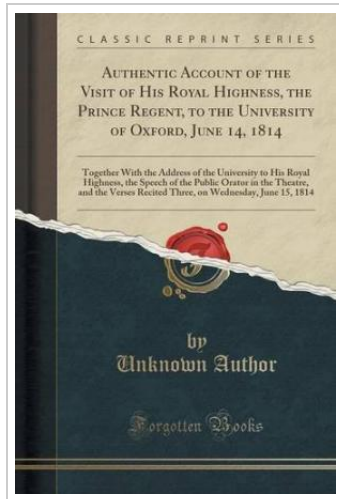 CLASSIC REPRINT SERIES
AUTHENTIC ACCOUNT OF THE
VISIT OF HIS ROYAL HIGHNESS, THE
PRINCE REGENT, TO THE UNIVERSITY
OF OXFORD, JUNE 14, 1814
Together With the Address of the University to His Royal
Highness, the Speech of the Public Orator in the Theatre,
and the Verses Recited Three, on Wednesday, June 15, 1814
F
by
Unknown Author
Forgotten Books